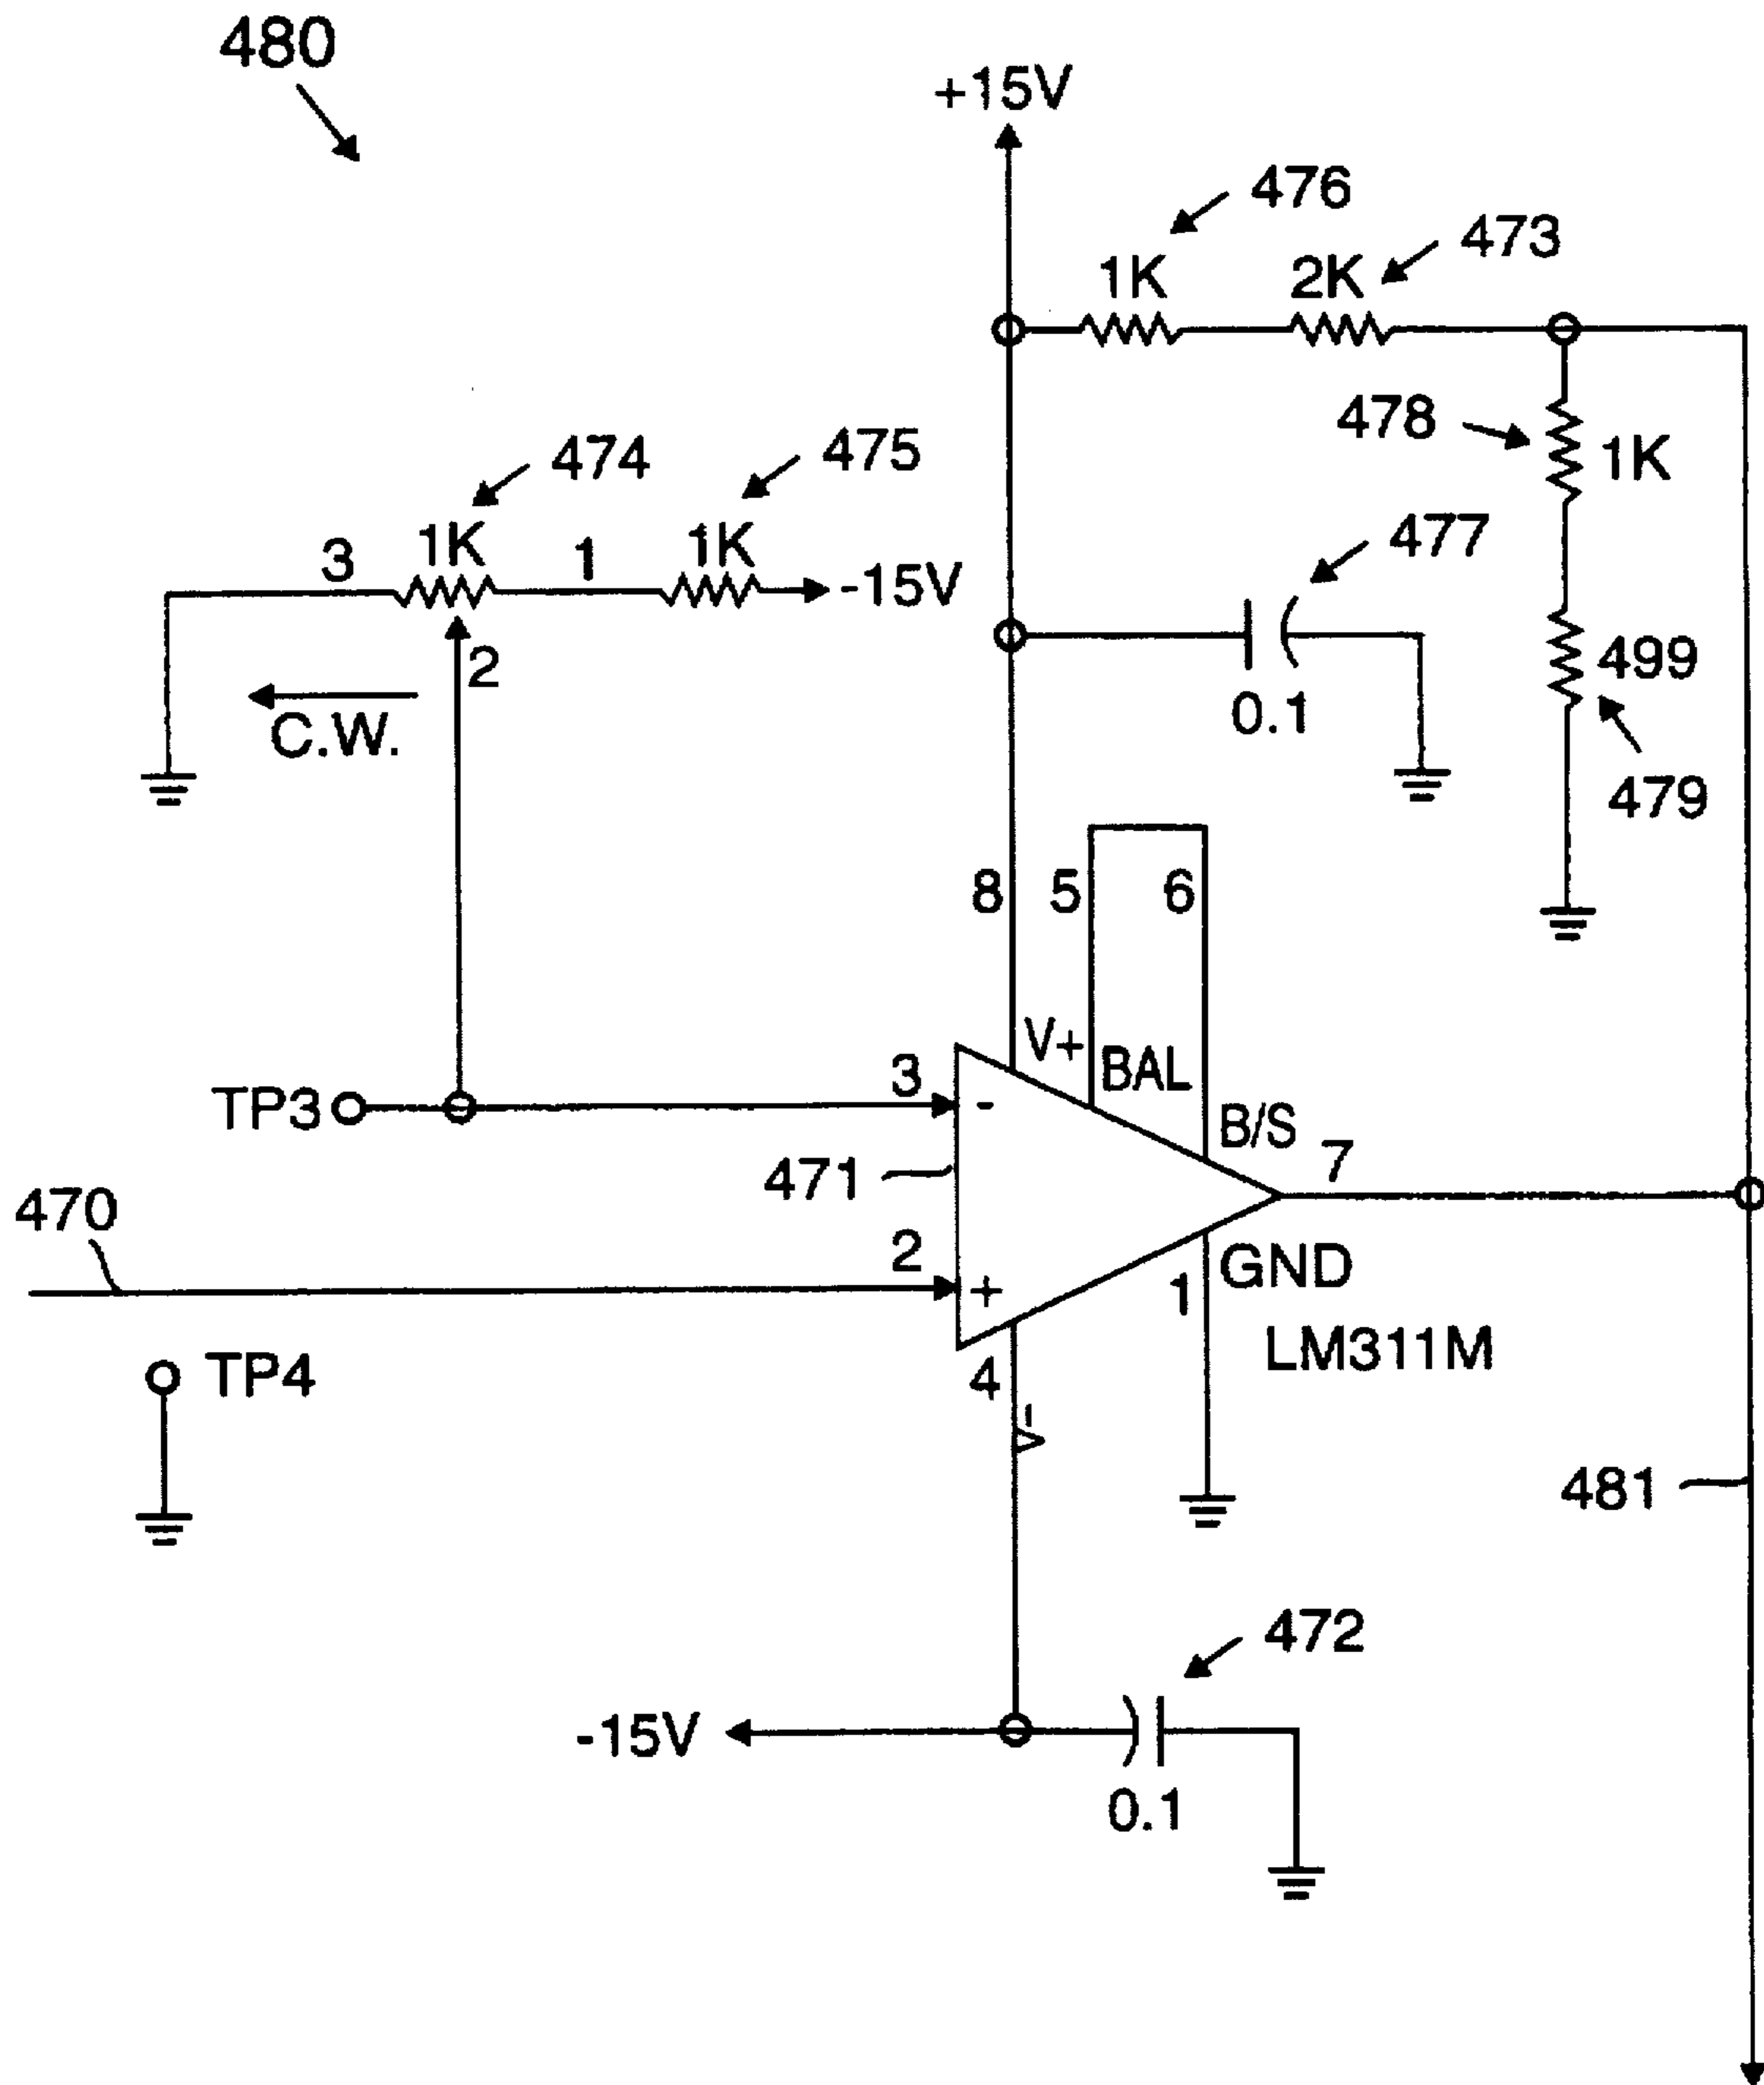 480
+15V
476
473
1K
2K
478
1K
474
475
477
3
1K
1
1K
-15V
2
499
C.W.
0.1
479
8
5
6
V+
BAL
TP3
3
-
B/S
471
7
470
2
+
GND
1
LM311M
TP4
4
V-
481
472
-15V
0.1